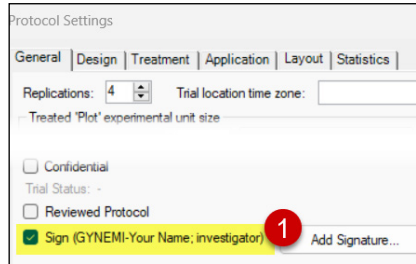 Protocol Settings
General | Design | Treatment | Application | Layout | Statistics |
Replications: 4 Trial location time zone:
Treated 'Plot' experimental unit size
Confidential
Trial Status: -
Reviewed Protocol
Sign (GYNEMI-Your Name; investigator) 1 Add Signature...